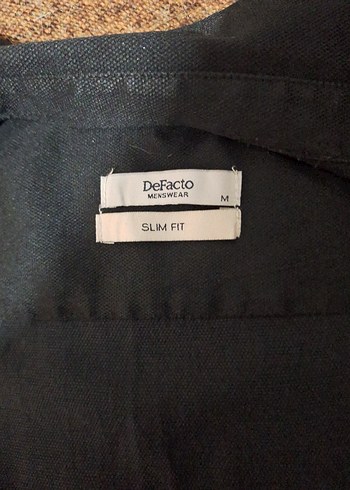 DeFacto
MENSWEAR
M
SLIM FIT